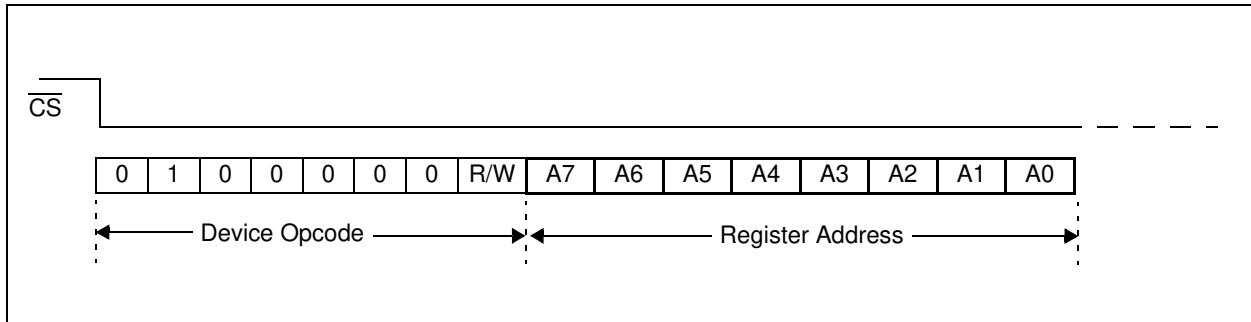 CS
0 1 0 0 0 0 0 R/W A7 A6 A5 A4 A3 A2 A1 A0
Device Opcode Register Address